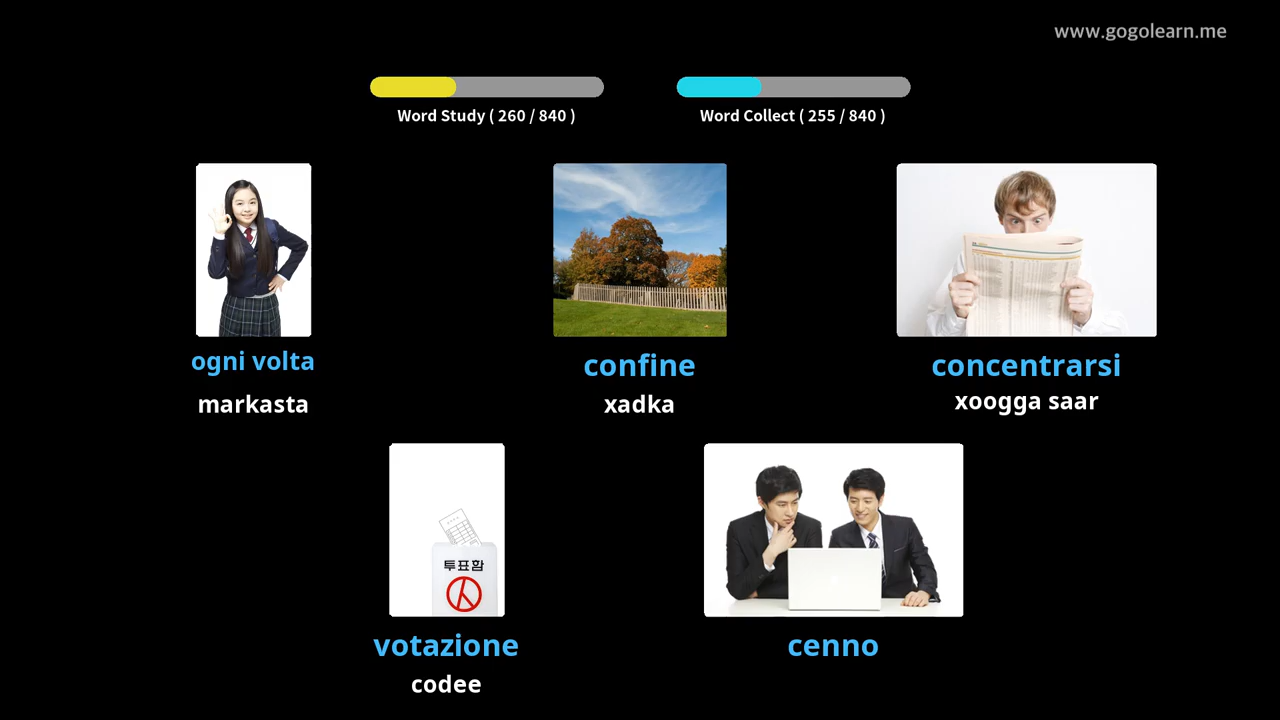 www.gogolearn.me
Word Study ( 260 / 840 )
Word Collect ( 255 / 840 )
ogni volta
markasta
confine
xadka
concentrarsi
xoogga saar
투표함
votazione
codee
cenno